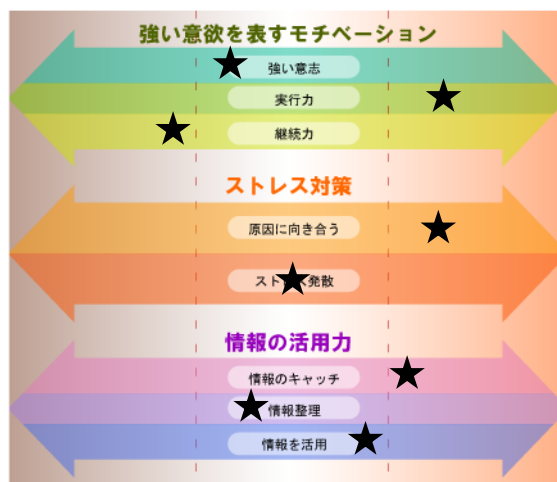 強い意欲を表すモチベーション
強い意志
実行力
継続力
ストレス対策
原因に向き合う
スト発散
情報の活用力
情報のキャッチ
情報整理
情報を活用